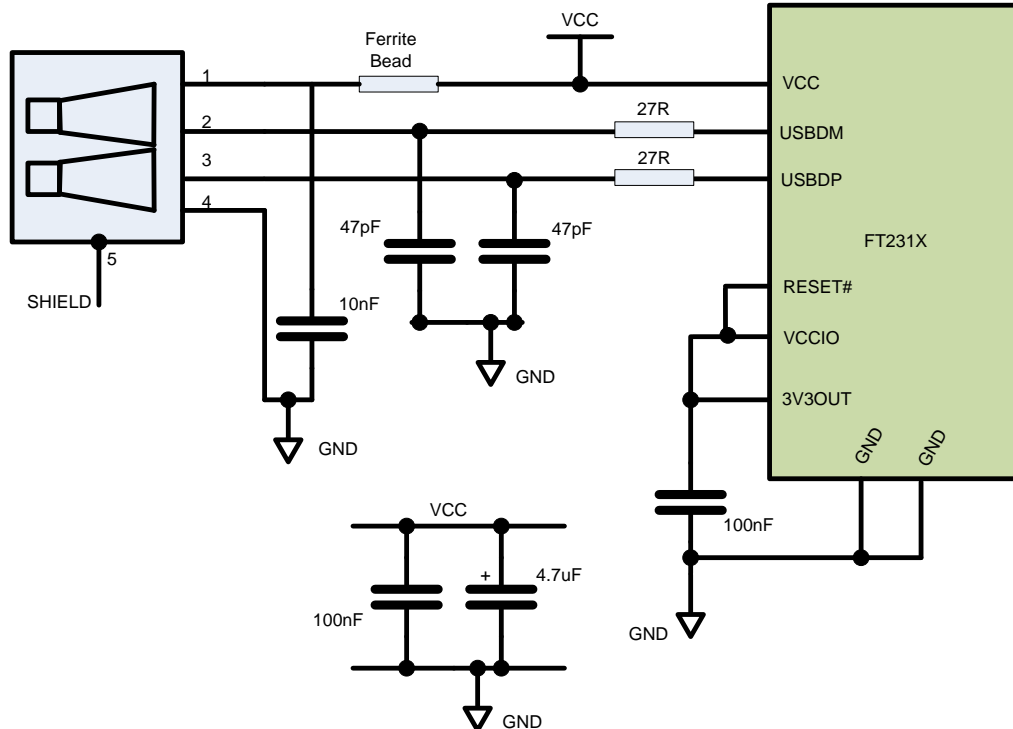 VCC
Ferrite
Bead
1
VCC
27R
2
USBDM
27R
3
USBDP
4
47pF
47pF
FT231X
5
SHIELD
RESET#
10nF
VCCIO
GND
3V3OUT
GND
GND
GND
VCC
100nF
+
4.7uF
100nF
GND
GND